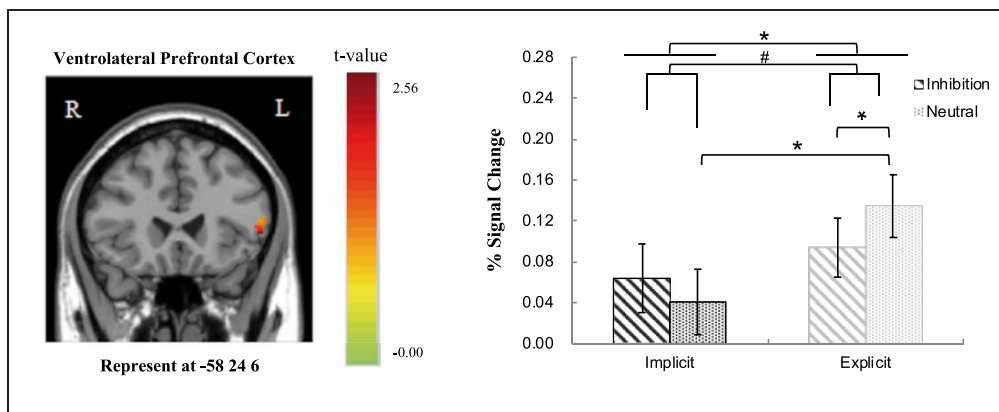 Ventrolateral Prefrontal Cortex
R
L
Represent at -58 24 6
t-value
2.56
-0.00
% Signal Change
0.28
0.24
0.20
0.16
0.12
0.08
0.04
0.00
*
#
*
*
Inhibition
Neutral
Implicit
Explicit